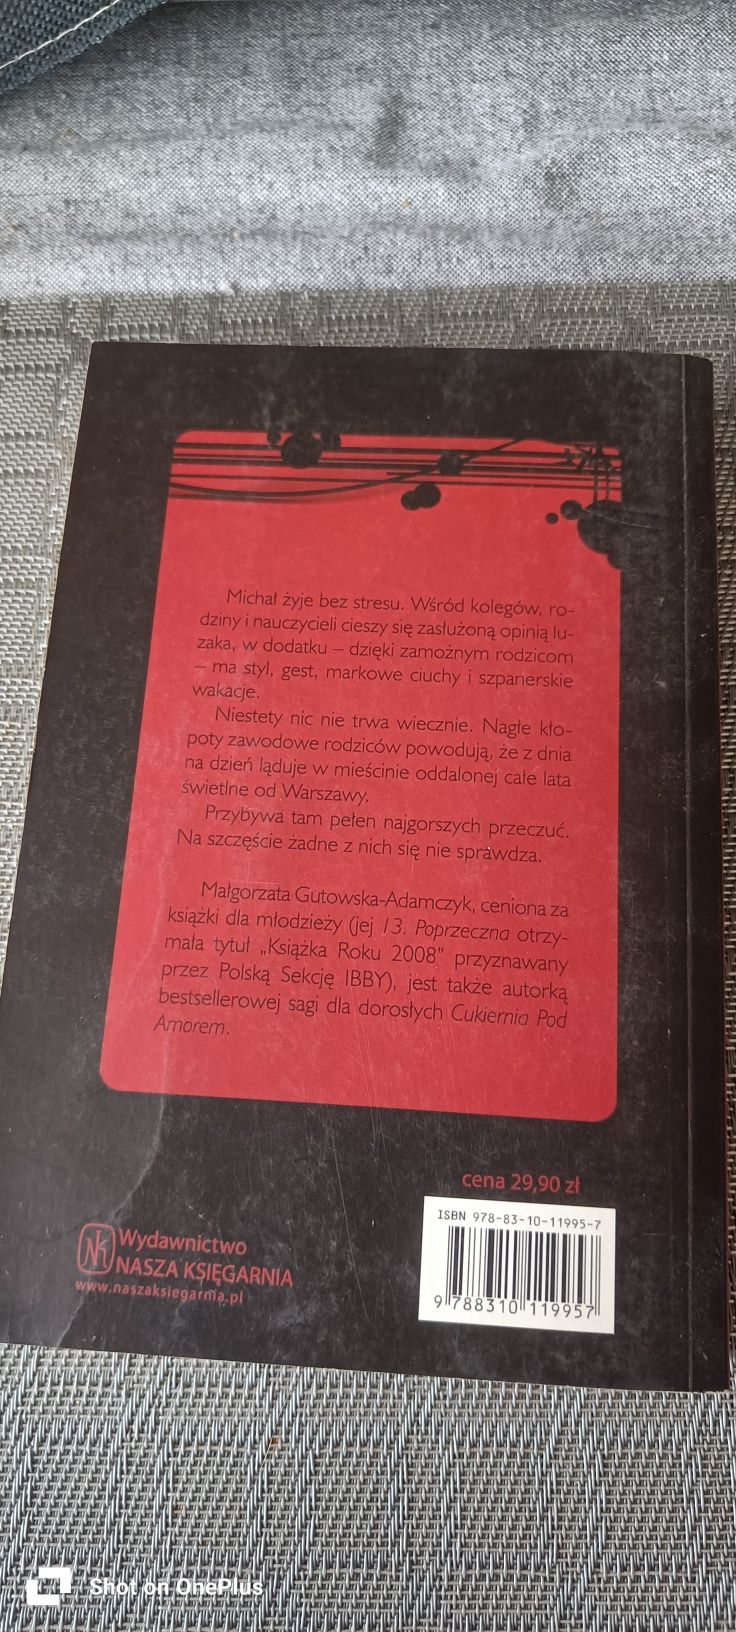 Michał żyje bez stresu. Wśród kolegów, ro-
dziny i nauczycieli cieszy się zasłużoną opinią lu-
zaka, w dodatku – dzięki zamożnym rodzicom
– ma styl, gest, markowe ciuchy i szpanerskie
wakacje.
Niestety nic nie trwa wiecznie. Nagłe kło-
poty zawodowe rodziców powodują, że z dnia
na dzień ląduje w mieścinie oddalonej całe lata
świetlne od Warszawy.
Przybywa tam pełen najgorszych przeczuć.
Na szczęście żadne z nich się nie sprawdza.
Małgorzata Gutowska-Adamczyk, ceniona za
książki dla młodzieży (jej 13. Poprzeczna otrzy-
mała tytuł „Książka Roku 2008” przyznawany
przez Polską Sekcję IBBY), jest także autorką
bestsellerowej sagi dla dorosłych Cukiernia Pod
Amorem.
cena 29,90 zł
ISBN 978-83-10-11995-7
9 788310 119957
Wydawnictwo
NASZA KSIĘGARNIA
www.naszaksiegarnia.pl
Shot on OnePlus